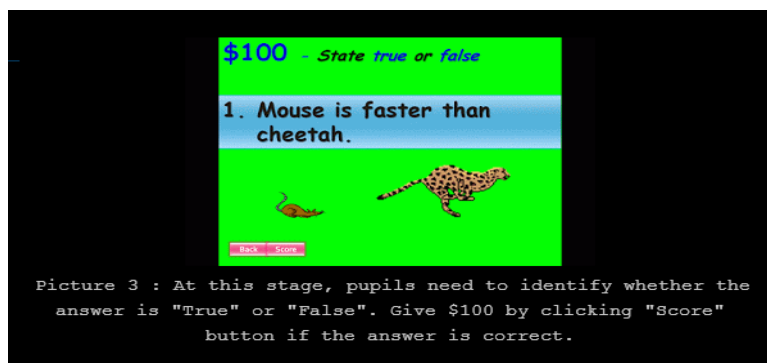 $100 - State true or false
1. Mouse is faster than
cheetah.
Back Score
Picture 3 : At this stage, pupils need to identify whether the
answer is "True" or "False". Give $100 by clicking "Score"
button if the answer is correct.